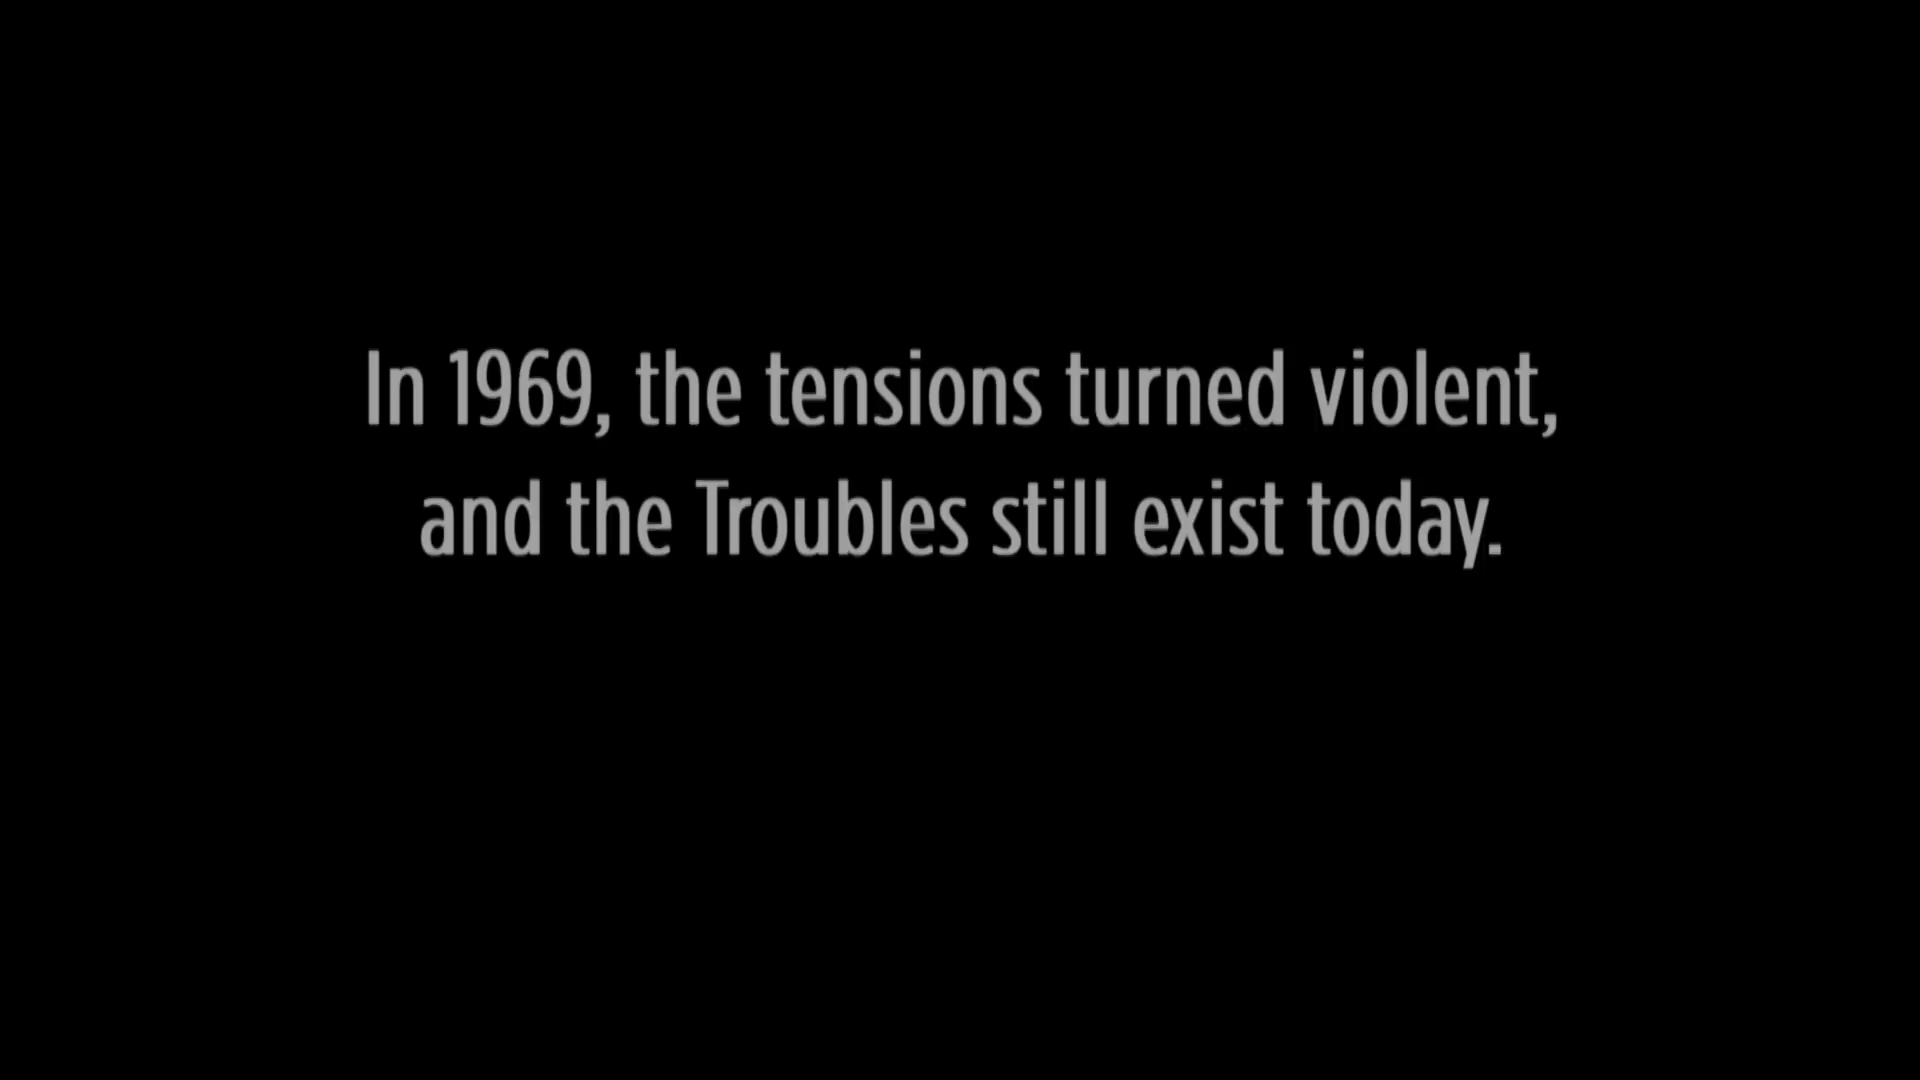 In 1969, the tensions turned violent,
and the Troubles still exist today.